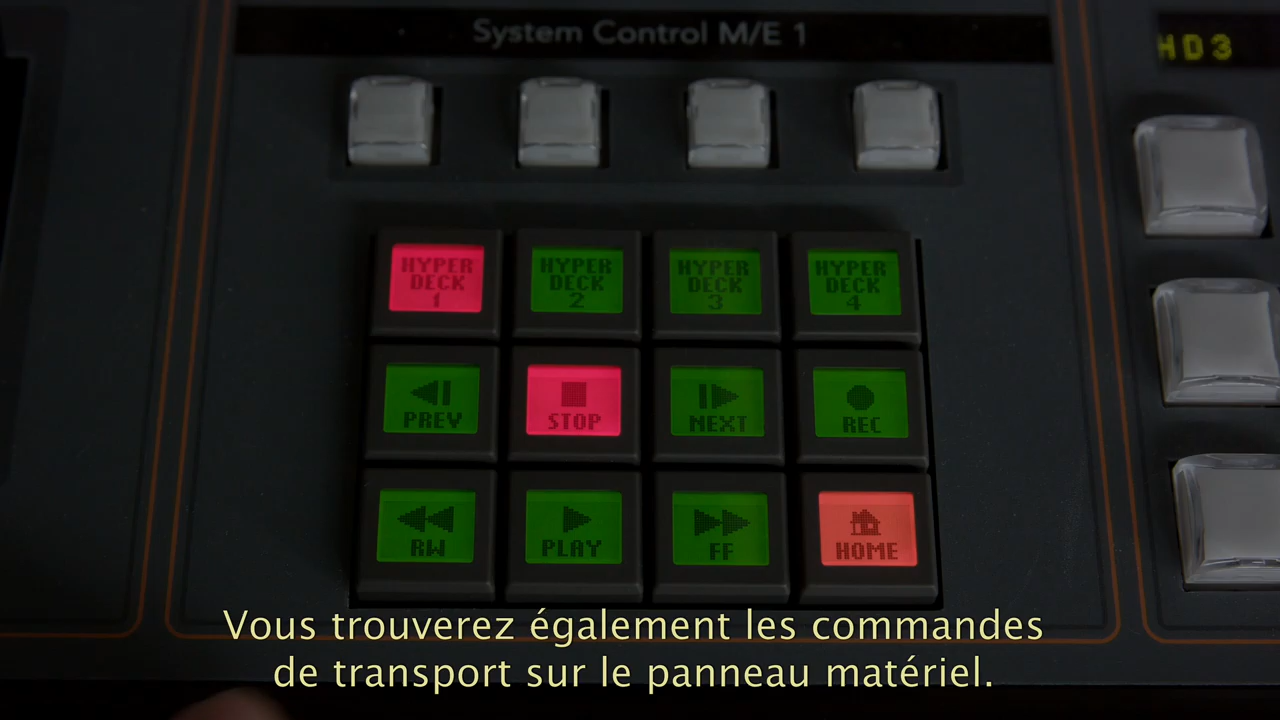 System Control M/E 1
HD3
HYPER
DECK
1
HYPER
DECK
2
HYPER
DECK
3
HYPER
DECK
4
PREV
STOP
NEXT
REC
RW
PLAY
FF
HOME
Vous trouverez également les commandes
de transport sur le panneau matériel.